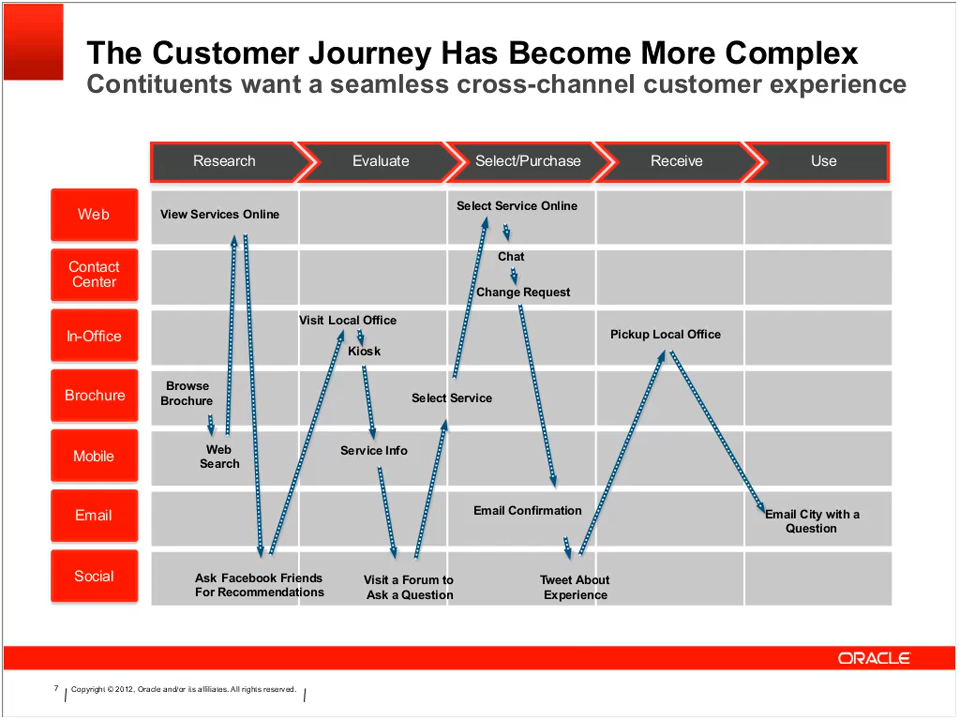 The Customer Journey Has Become More Complex
Contituents want a seamless cross-channel customer experience
Research
Evaluate
Select/Purchase
Receive
Use
Web
View Services Online
Select Service Online
Contact
Center
Chat
Change Request
In-Office
Visit Local Office
Kiosk
Pickup Local Office
Brochure
Browse
Brochure
Select Service
Mobile
Web
Search
Service Info
Email
Email Confirmation
Email City with a
Question
Social
Ask Facebook Friends
For Recommendations
Visit a Forum to
Ask a Question
Tweet About
Experience
ORACLE
7
Copyright © 2012, Oracle and/or its affiliates. All rights reserved.